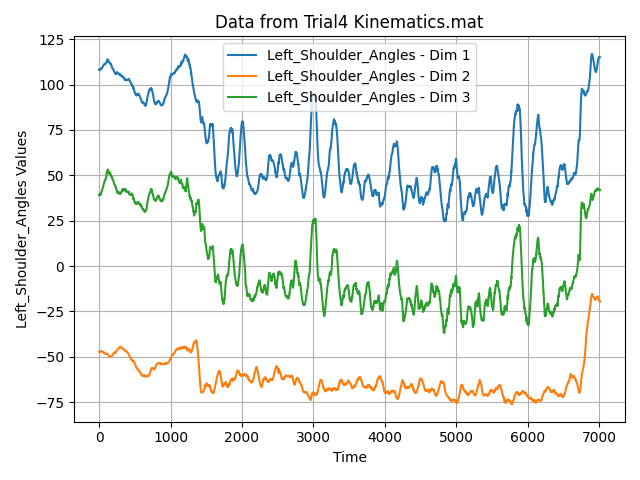 Data from Trial4 Kinematics.mat
Left_Shoulder_Angles Values
125
100
75
50
25
0
−25
−50
−75
Left_Shoulder_Angles - Dim 1
Left_Shoulder_Angles - Dim 2
Left_Shoulder_Angles - Dim 3
0 1000 2000 3000 4000 5000 6000 7000
Time